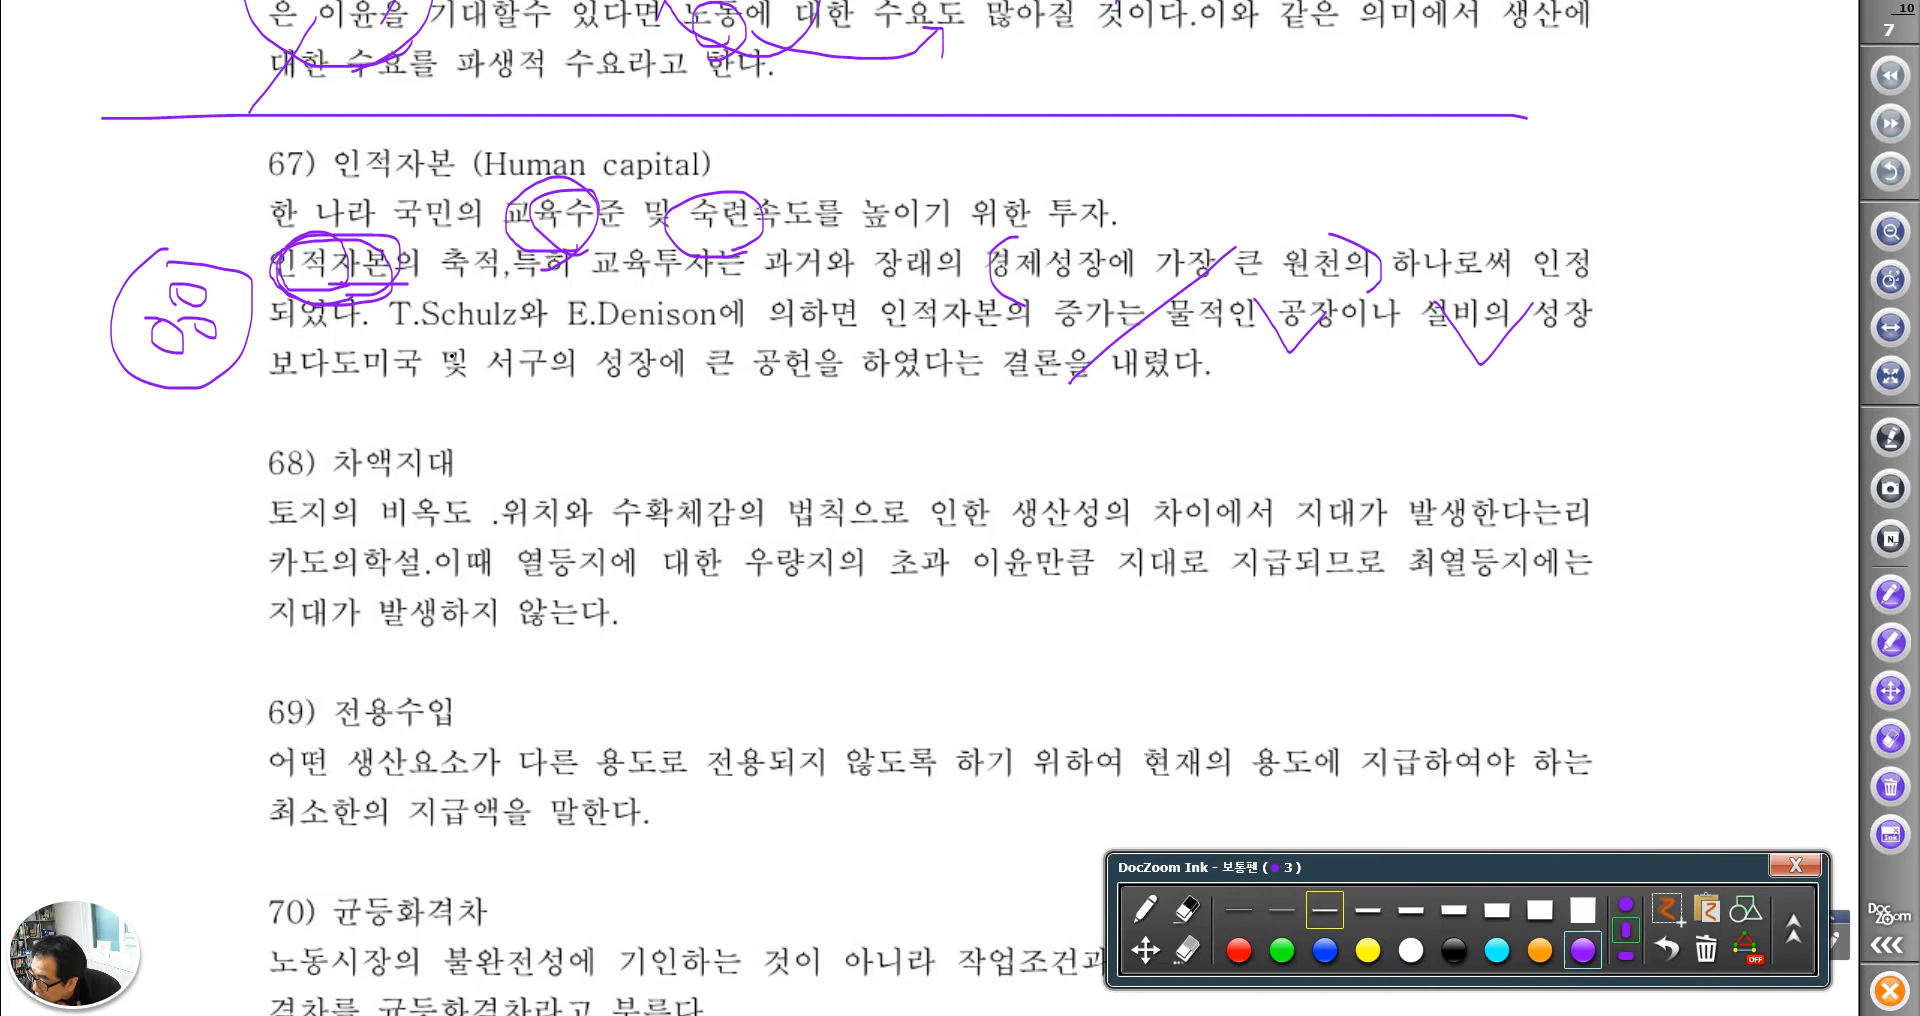 은 이윤을 기대할수 있다면 노동에 대한 수요도 많아질 것이다.이와 같은 의미에서 생산에
대한 수요를 파생적 수요라고 한다.
67) 인적자본 (Human capital)
한 나라 국민의 교육수준 및 숙련속도를 높이기 위한 투자.
인적자본의 축적,특히 교육투자는 과거와 장래의 경제성장에 가장 큰 원천의 하나로써 인정
되었다. T.Schulz와 E.Denison에 의하면 인적자본의 증가는 물적인 공장이나 설비의 성장
보다도미국 및 서구의 성장에 큰 공헌을 하였다는 결론을 내렸다.
68) 차액지대
토지의 비옥도 .위치와 수확체감의 법칙으로 인한 생산성의 차이에서 지대가 발생한다는리
카도의학설.이때 열등지에 대한 우량지의 초과 이윤만큼 지대로 지급되므로 최열등지에는
지대가 발생하지 않는다.
69) 전용수입
어떤 생산요소가 다른 용도로 전용되지 않도록 하기 위하여 현재의 용도에 지급하여야 하는
최소한의 지급액을 말한다.
70) 균등화격차
노동시장의 불완전성에 기인하는 것이 아니라 작업조건과
격차를 균등화격차라고 부른다
DocZoom Ink - 보통펜 ( 3 )
X
OFF
10
7
N
Ink
Doc
Zoom